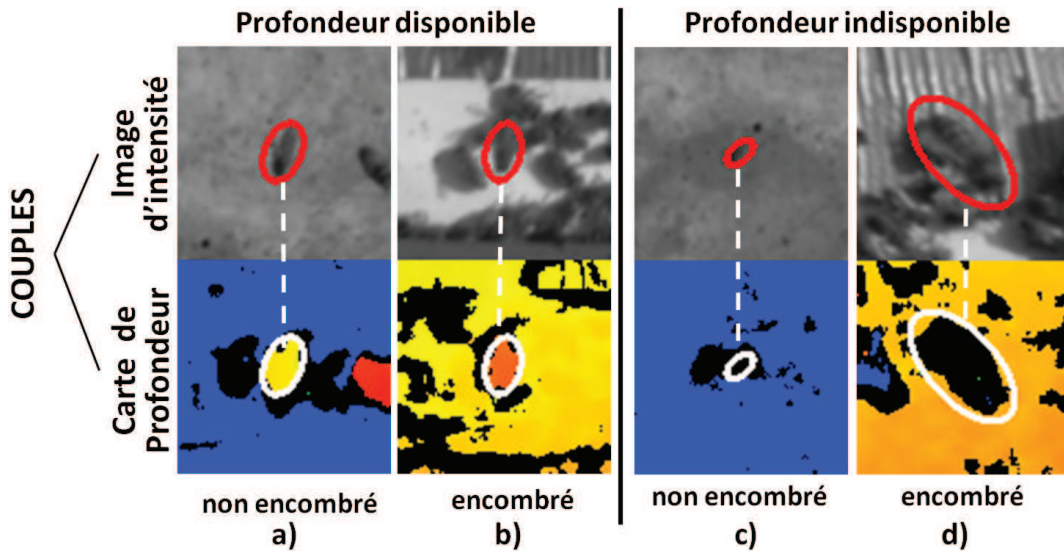 Profondeur disponible
Profondeur indisponible
COUPLES
Image
d'intensité
Carte de
Profondeur
non encombré
encombré
non encombré
encombré
a)
b)
c)
d)